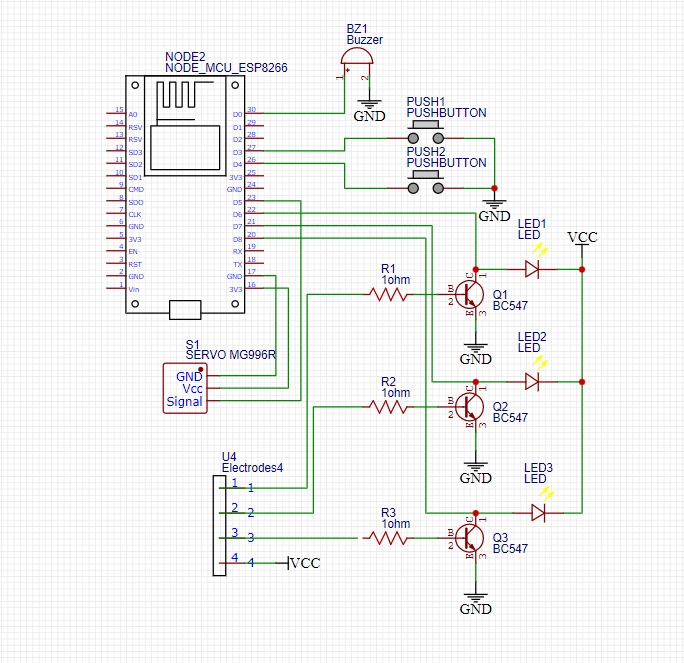 BZ1
Buzzer
1
2
GND
NODE2
NODE_MCU_ESP8266
15 A0
14 RSV
13 RSV
12 SD3
11 SD2
10 SD1
9 CMD
8 SDO
7 CLK
6 GND
5 3V3
4 EN
3 RST
2 GND
1 Vin
D0 30
D1 29
D2 28
D3 27
D4 26
3V3 25
GND 24
D5 23
D6 22
D7 21
D8 20
RX 19
TX 18
GND 17
3V3 16
PUSH1
PUSHBUTTON
PUSH2
PUSHBUTTON
GND
LED1
LED
VCC
R1
1ohm
B
2
C
1
E
3
Q1
BC547
GND
LED2
LED
S1
SERVO MG996R
GND
Vcc
Signal
R2
1ohm
B
2
C
1
E
3
Q2
BC547
GND
U4
Electrodes4
1 1
2 2
3 3
4 4
VCC
LED3
LED
R3
1ohm
B
2
C
1
E
3
Q3
BC547
GND